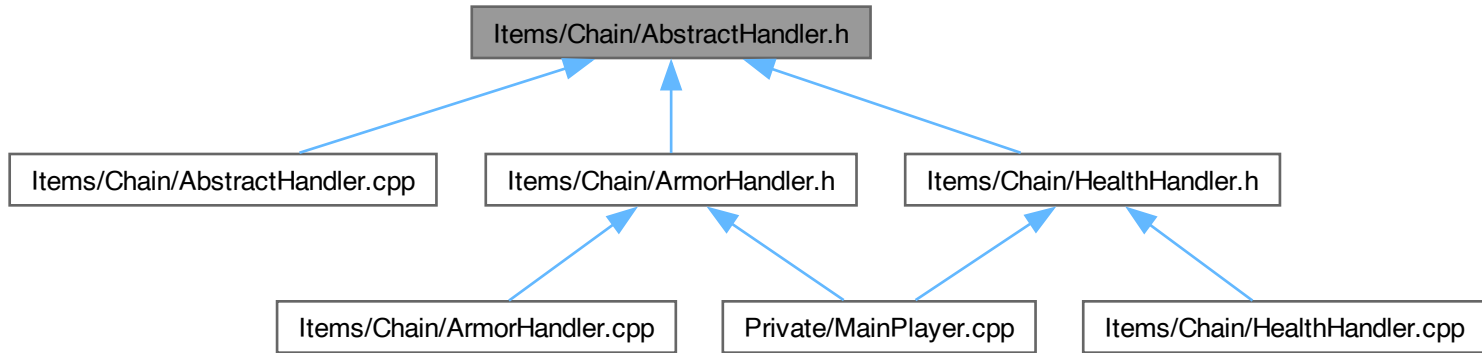 Items/Chain/AbstractHandler.h
Items/Chain/AbstractHandler.cpp
Items/Chain/ArmorHandler.h
Items/Chain/HealthHandler.h
Items/Chain/ArmorHandler.cpp
Private/MainPlayer.cpp
Items/Chain/HealthHandler.cpp